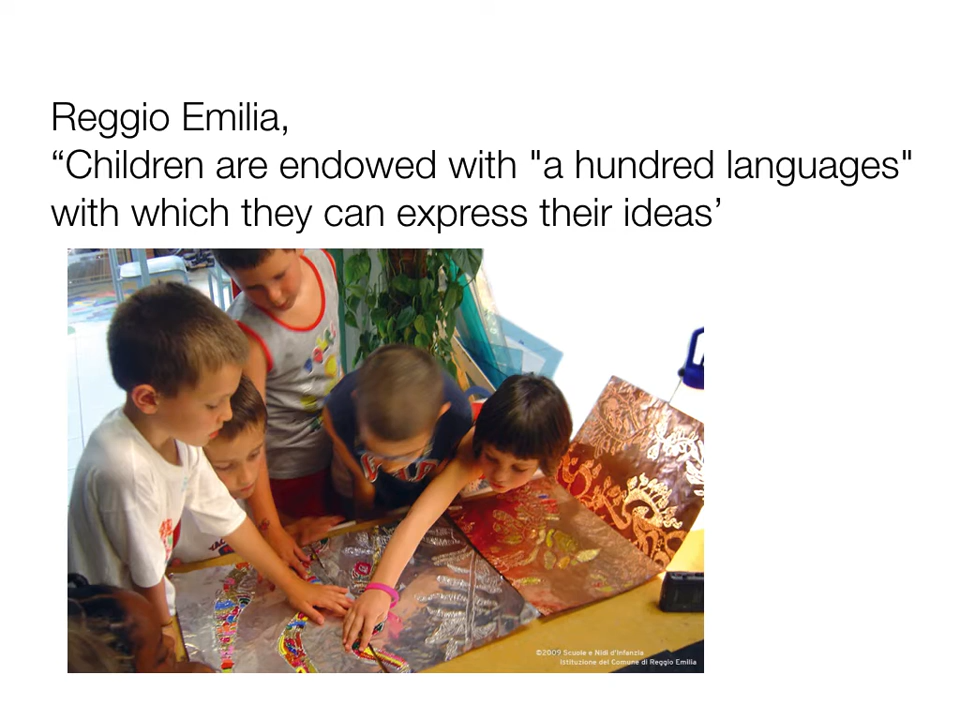 Reggio Emilia,
“Children are endowed with "a hundred languages"
with which they can express their ideas’
©2009 Scuole e Nidi d'Infanzia
Istituzione del Comune di Reggio Emilia